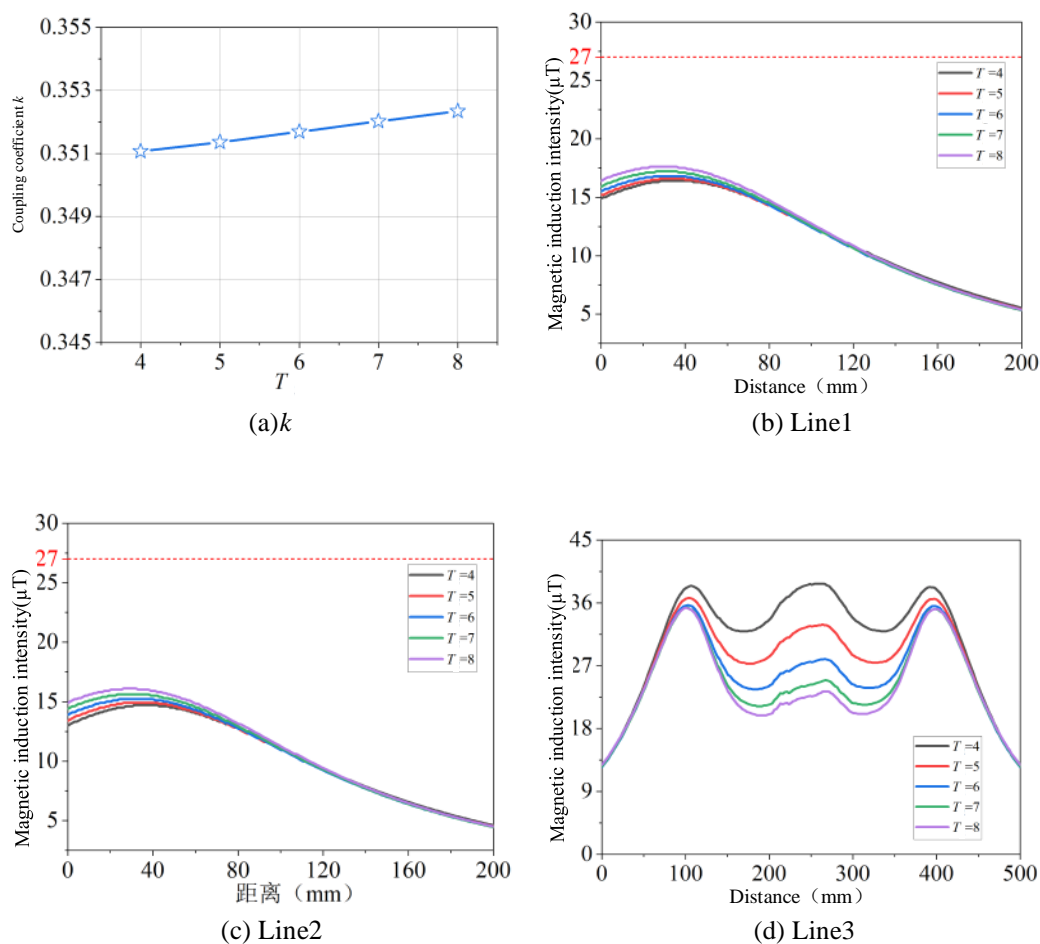 0.355
0.353
0.351
0.349
0.347
0.345
Coupling coefficient k
4 5 6 7 8
T
(a)k
30
27
25
20
15
10
5
Magnetic induction intensity(μT)
T =4
T =5
T =6
T =7
T =8
0 40 80 120 160 200
Distance（mm）
(b) Line1
30
27
25
20
15
10
5
Magnetic induction intensity(μT)
T =4
T =5
T =6
T =7
T =8
0 40 80 120 160 200
距离（mm）
(c) Line2
45
36
27
18
9
0
Magnetic induction intensity(μT)
T =4
T =5
T =6
T =7
T =8
0 100 200 300 400 500
Distance（mm）
(d) Line3